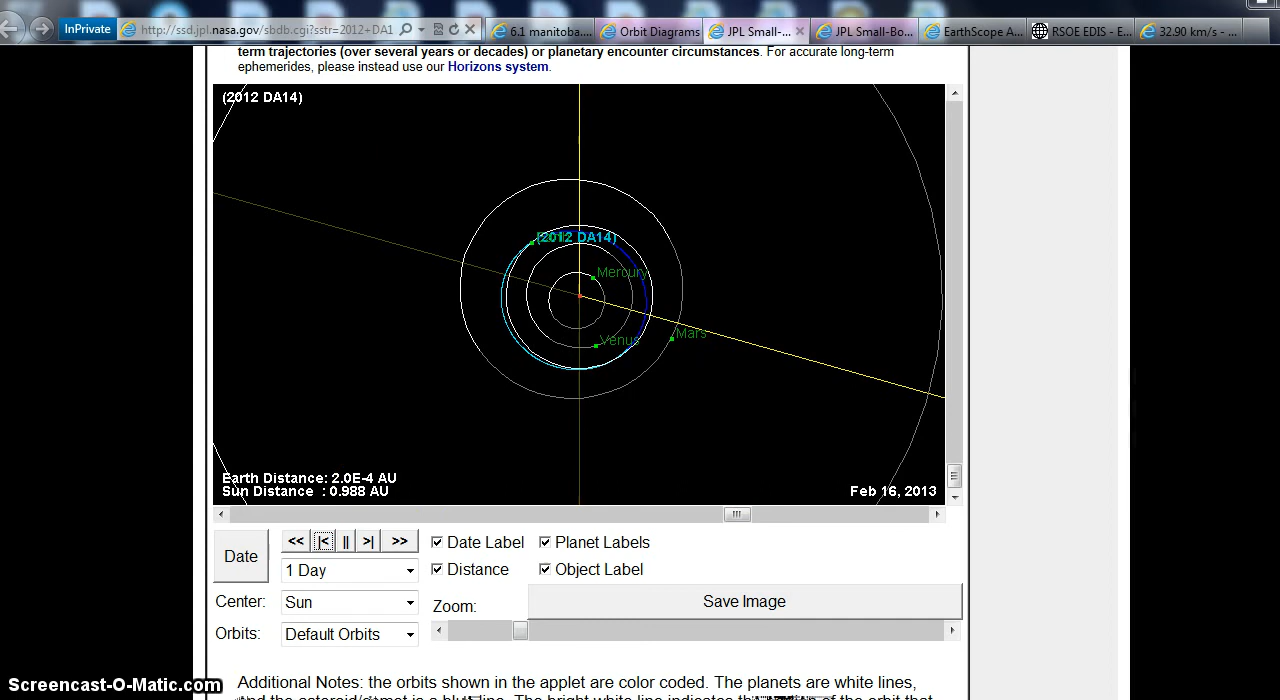 InPrivate http://ssd.jpl.nasa.gov/sbdb.cgi?sstr=2012+DA1 6.1 manitoba.... Orbit Diagrams JPL Small-... JPL Small-Bo... EarthScope A... RSOE EDIS - E... 32.90 km/s - ...
term trajectories (over several years or decades) or planetary encounter circumstances. For accurate long-term
ephemerides, please instead use our Horizons system.
(2012 DA14)
(2012 DA14)
Mercury
Venus
Mars
Earth Distance: 2.0E-4 AU
Sun Distance : 0.988 AU
Feb 16, 2013
Date
<< |< || >| >>
Date Label Planet Labels
1 Day
Distance Object Label
Center: Sun
Zoom:
Save Image
Orbits: Default Orbits
Additional Notes: the orbits shown in the applet are color coded. The planets are white lines,
Screencast-O-Matic.com